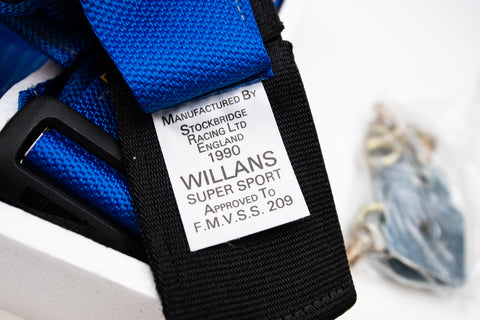 Manufactured By
Stockbridge
Racing Ltd
England
1990
WILLANS
SUPER SPORT
Approved To
F.M.V.S.S. 209